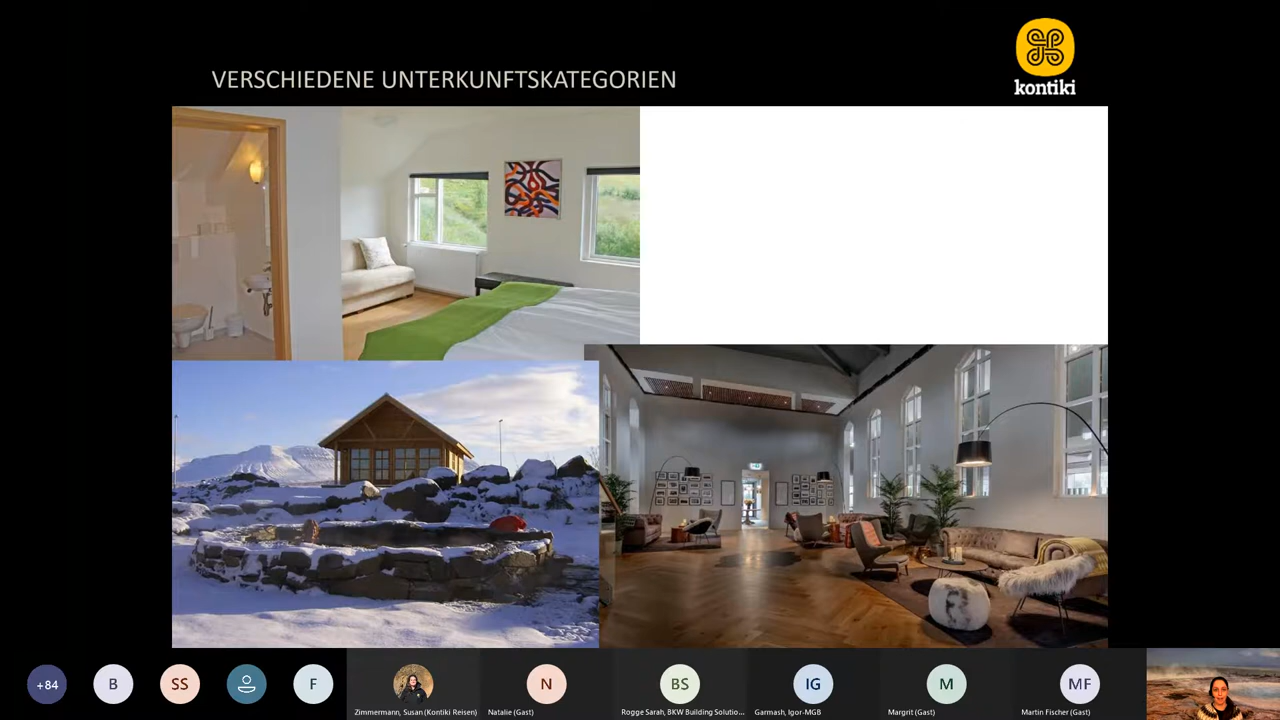 VERSCHIEDENE UNTERKUNFTSKATEGORIEN
kontiki
+84
B
SS
F
N
BS
IG
M
MF
Zimmermann, Susan (Kontiki Reisen)
Natalie (Gast)
Rogge Sarah, BKW Building Solutio...
Garmash, Igor-MGB
Margrit (Gast)
Martin Fischer (Gast)